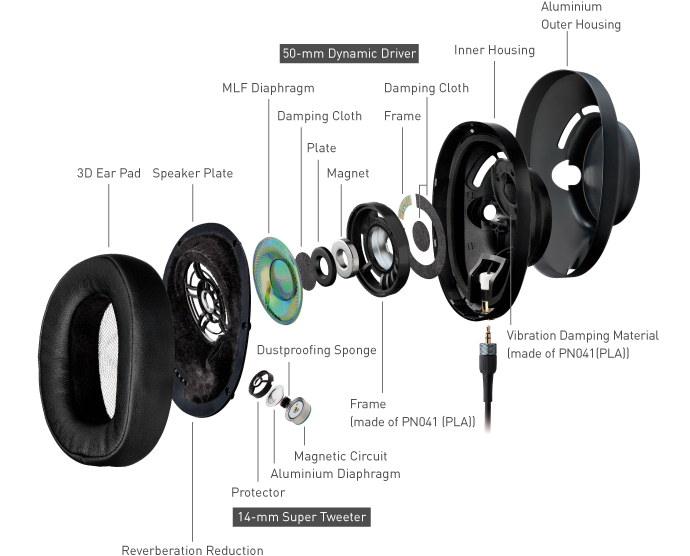 Aluminium
Outer Housing
50-mm Dynamic Driver
Inner Housing
MLF Diaphragm
Damping Cloth
Damping Cloth
Frame
Plate
3D Ear Pad
Speaker Plate
Magnet
Vibration Damping Material
(made of PN041(PLA))
Dustproofing Sponge
Frame
(made of PN041 (PLA))
Magnetic Circuit
Aluminium Diaphragm
Protector
14-mm Super Tweeter
Reverberation Reduction